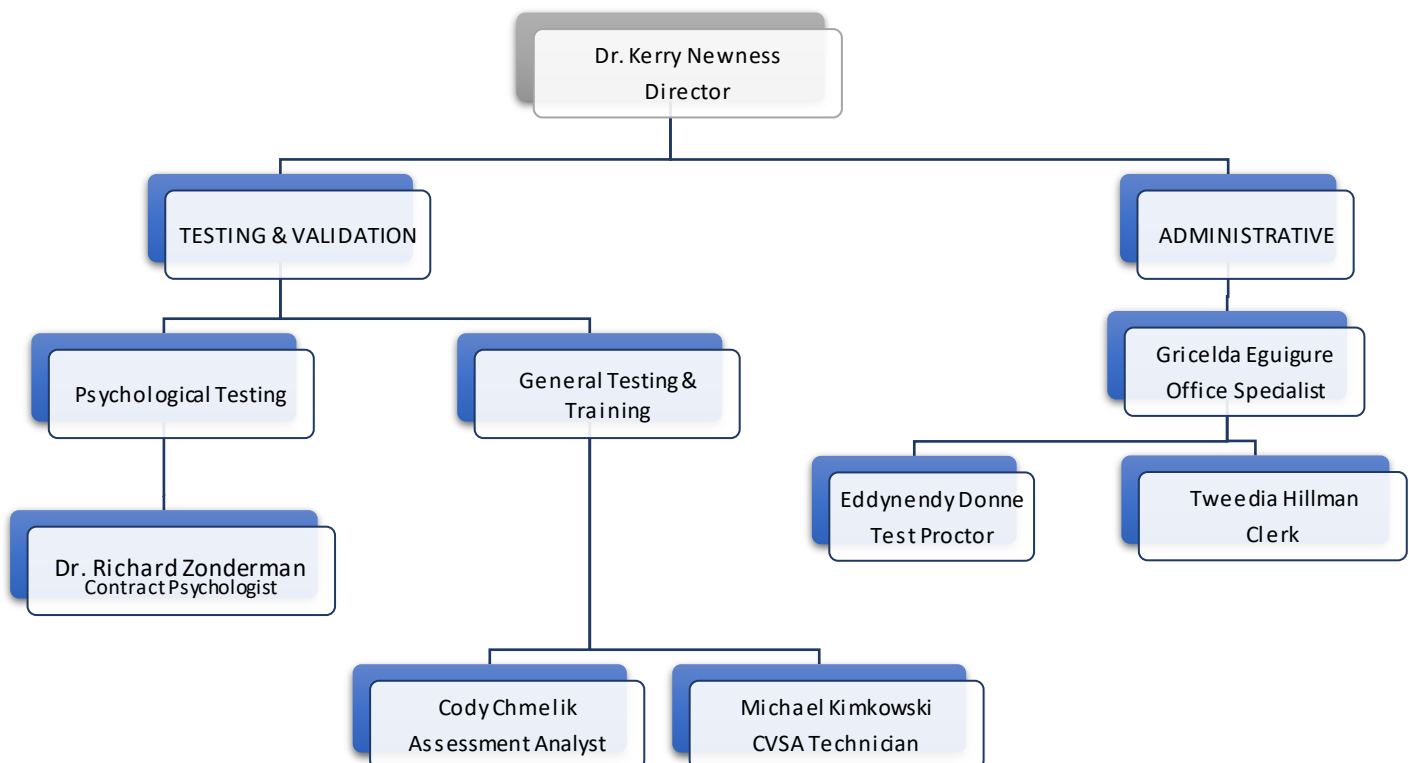 Dr. Kerry Newness
Director
TESTING & VALIDATION
ADMINISTRATIVE
Psychological Testing
General Testing &
Training
Gricelda Eguigure
Office Specialist
Eddynendy Donne
Test Proctor
Tweedia Hillman
Clerk
Dr. Richard Zonderman
Contract Psychologist
Cody Chmelik
Assessment Analyst
Michael Kimkowski
CVSA Technician